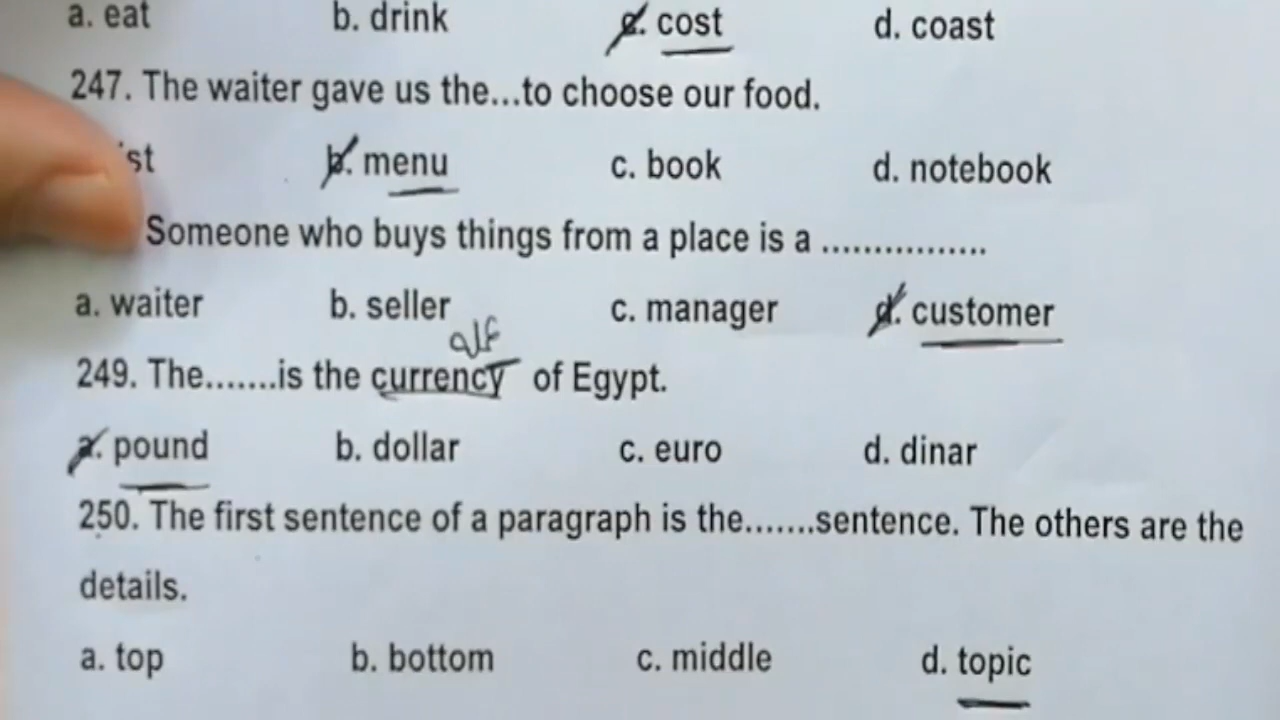 a. eat b. drink c. cost d. coast
247. The waiter gave us the...to choose our food.
st b. menu c. book d. notebook
Someone who buys things from a place is a ................
a. waiter b. seller c. manager d. customer
249. The.......is the currency of Egypt.
a. pound b. dollar c. euro d. dinar
250. The first sentence of a paragraph is the.......sentence. The others are the
details.
a. top b. bottom c. middle d. topic